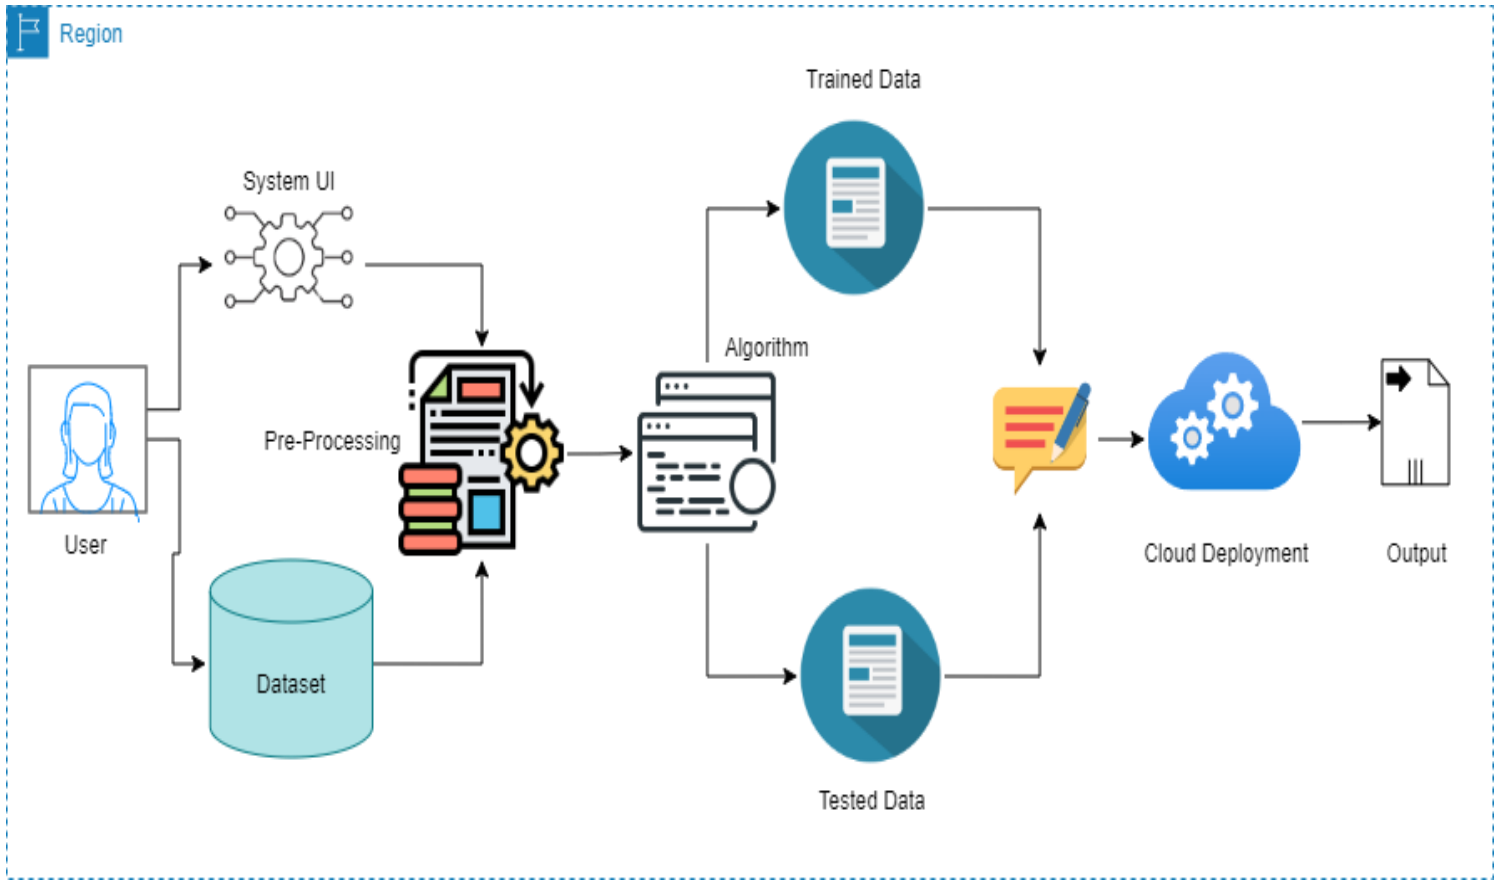 Region
Trained Data
System UI
Algorithm
Pre-Processing
User
Cloud Deployment
Output
Dataset
Tested Data